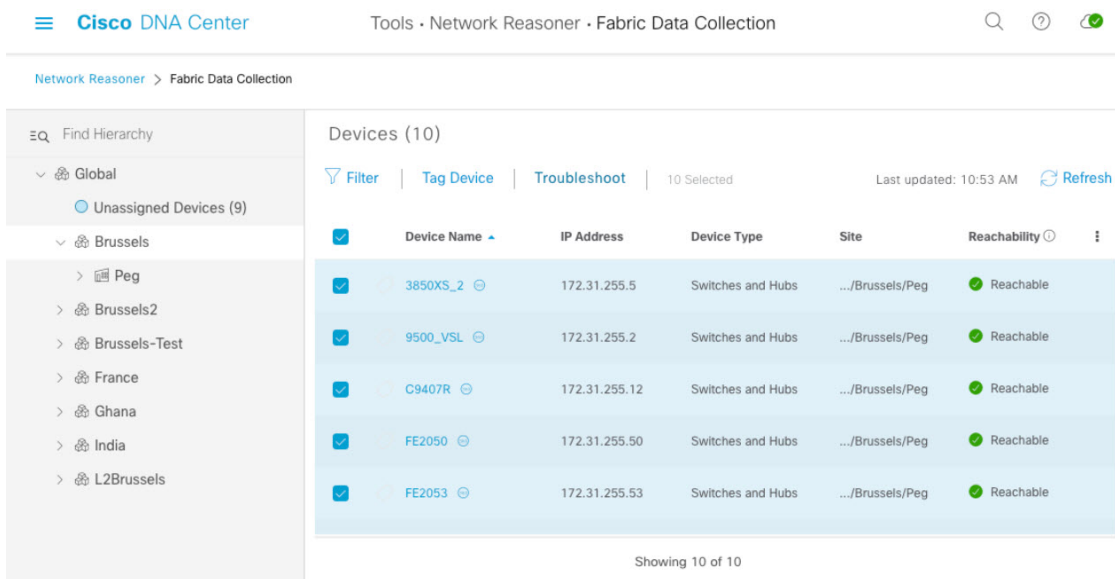 Cisco DNA Center
Tools · Network Reasoner · Fabric Data Collection
Network Reasoner > Fabric Data Collection
Find Hierarchy
Global
Unassigned Devices (9)
Brussels
Peg
Brussels2
Brussels-Test
France
Ghana
India
L2Brussels
Devices (10)
Filter | Tag Device | Troubleshoot | 10 Selected Last updated: 10:53 AM Refresh
Device Name IP Address Device Type Site Reachability
3850XS_2 172.31.255.5 Switches and Hubs .../Brussels/Peg Reachable
9500_VSL 172.31.255.2 Switches and Hubs .../Brussels/Peg Reachable
C9407R 172.31.255.12 Switches and Hubs .../Brussels/Peg Reachable
FE2050 172.31.255.50 Switches and Hubs .../Brussels/Peg Reachable
FE2053 172.31.255.53 Switches and Hubs .../Brussels/Peg Reachable
Showing 10 of 10